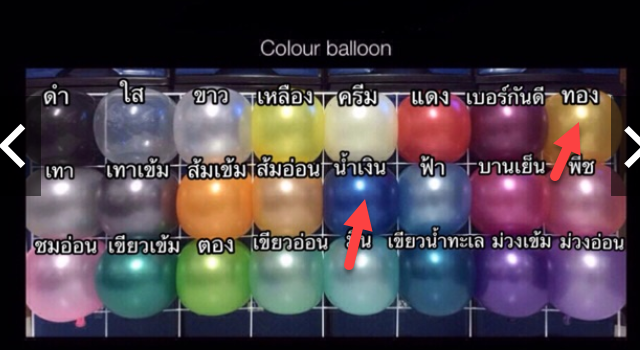 Colour balloon
ดำ ใส ขาว เหลือง ครีม แดง เบอร์กันดี ทอง
เทา เทาเข้ม ส้มเข้ม ส้มอ่อน น้ำเงิน ฟ้า บานเย็น พีช
ชมอ่อน เขียวเข้ม ตอง เขียวอ่อน เขียวน้ำทะเล ม่วงเข้ม ม่วงอ่อน